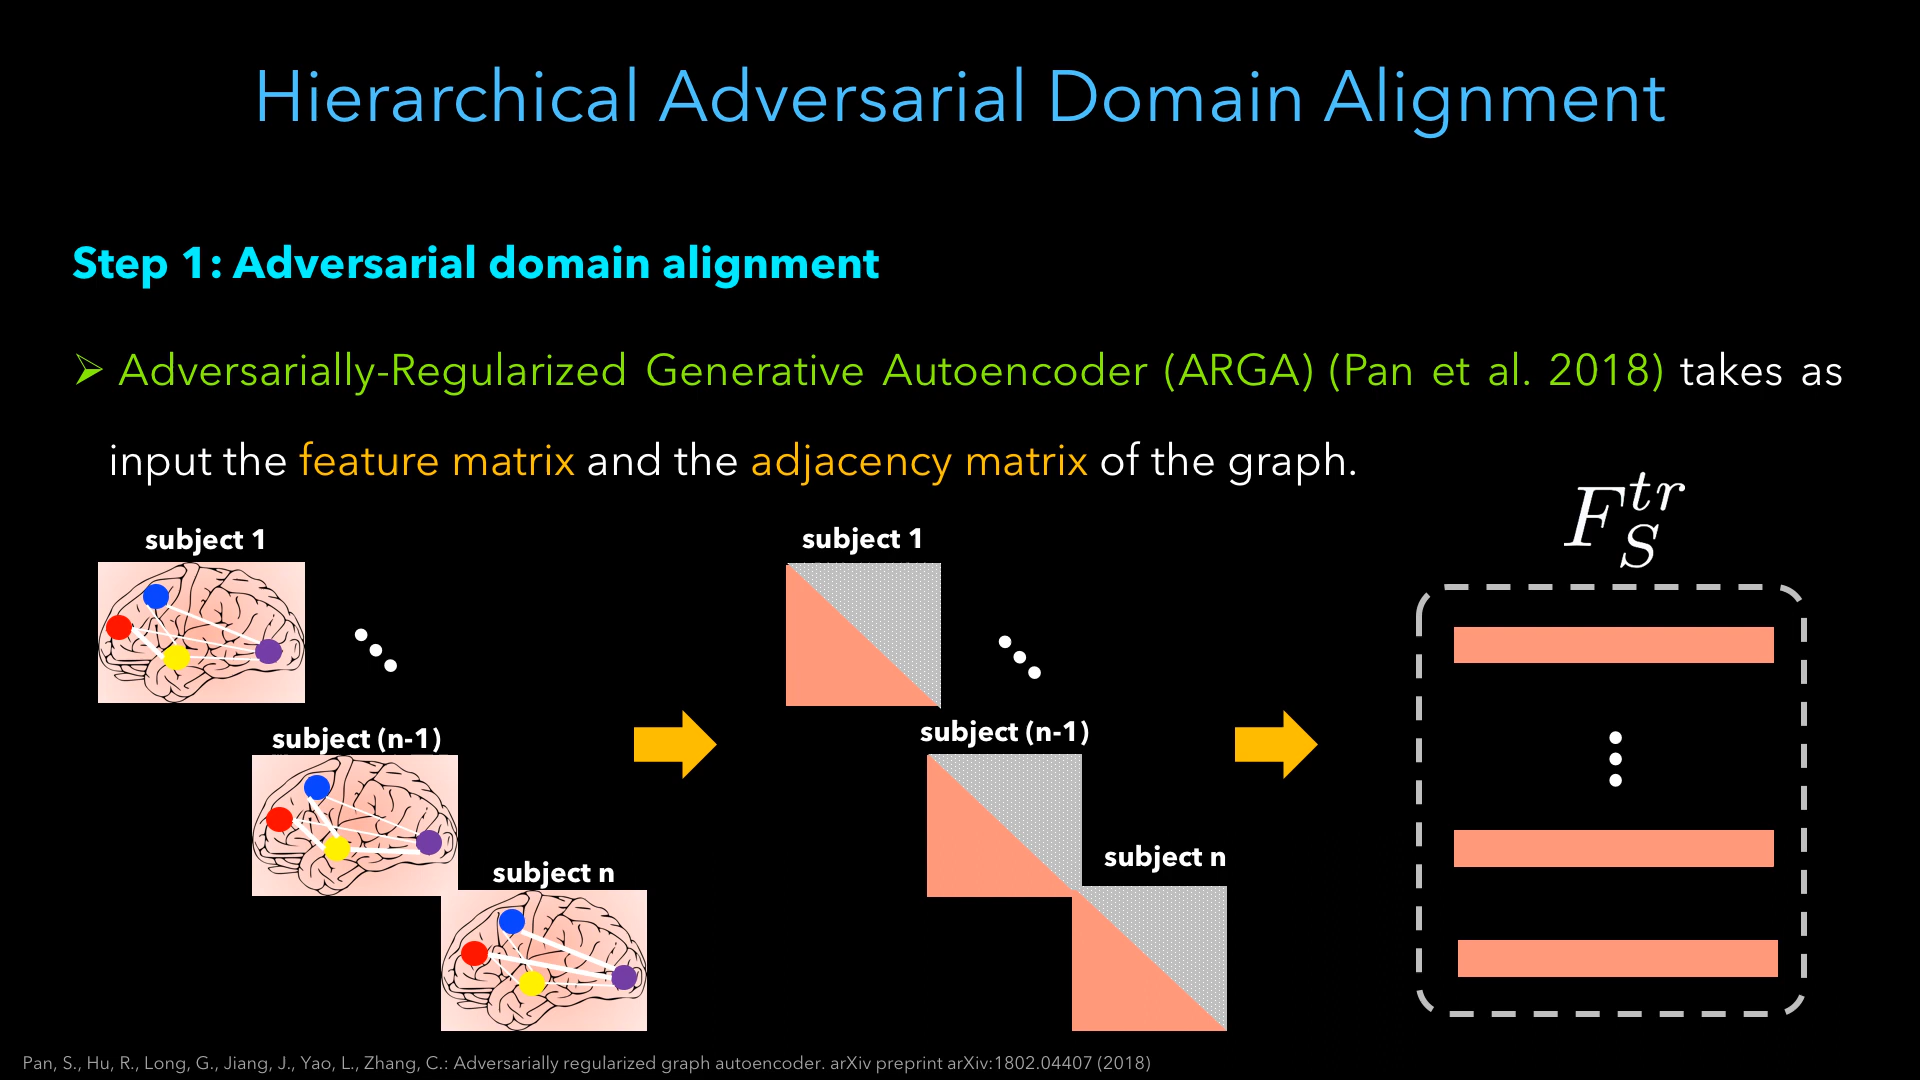 Hierarchical Adversarial Domain Alignment
Step 1: Adversarial domain alignment
➢ Adversarially-Regularized Generative Autoencoder (ARGA) (Pan et al. 2018) takes as
input the feature matrix and the adjacency matrix of the graph.
subject 1
subject (n-1)
subject n
subject 1
subject (n-1)
subject n
F_S^{tr}
Pan, S., Hu, R., Long, G., Jiang, J., Yao, L., Zhang, C.: Adversarially regularized graph autoencoder. arXiv preprint arXiv:1802.04407 (2018)